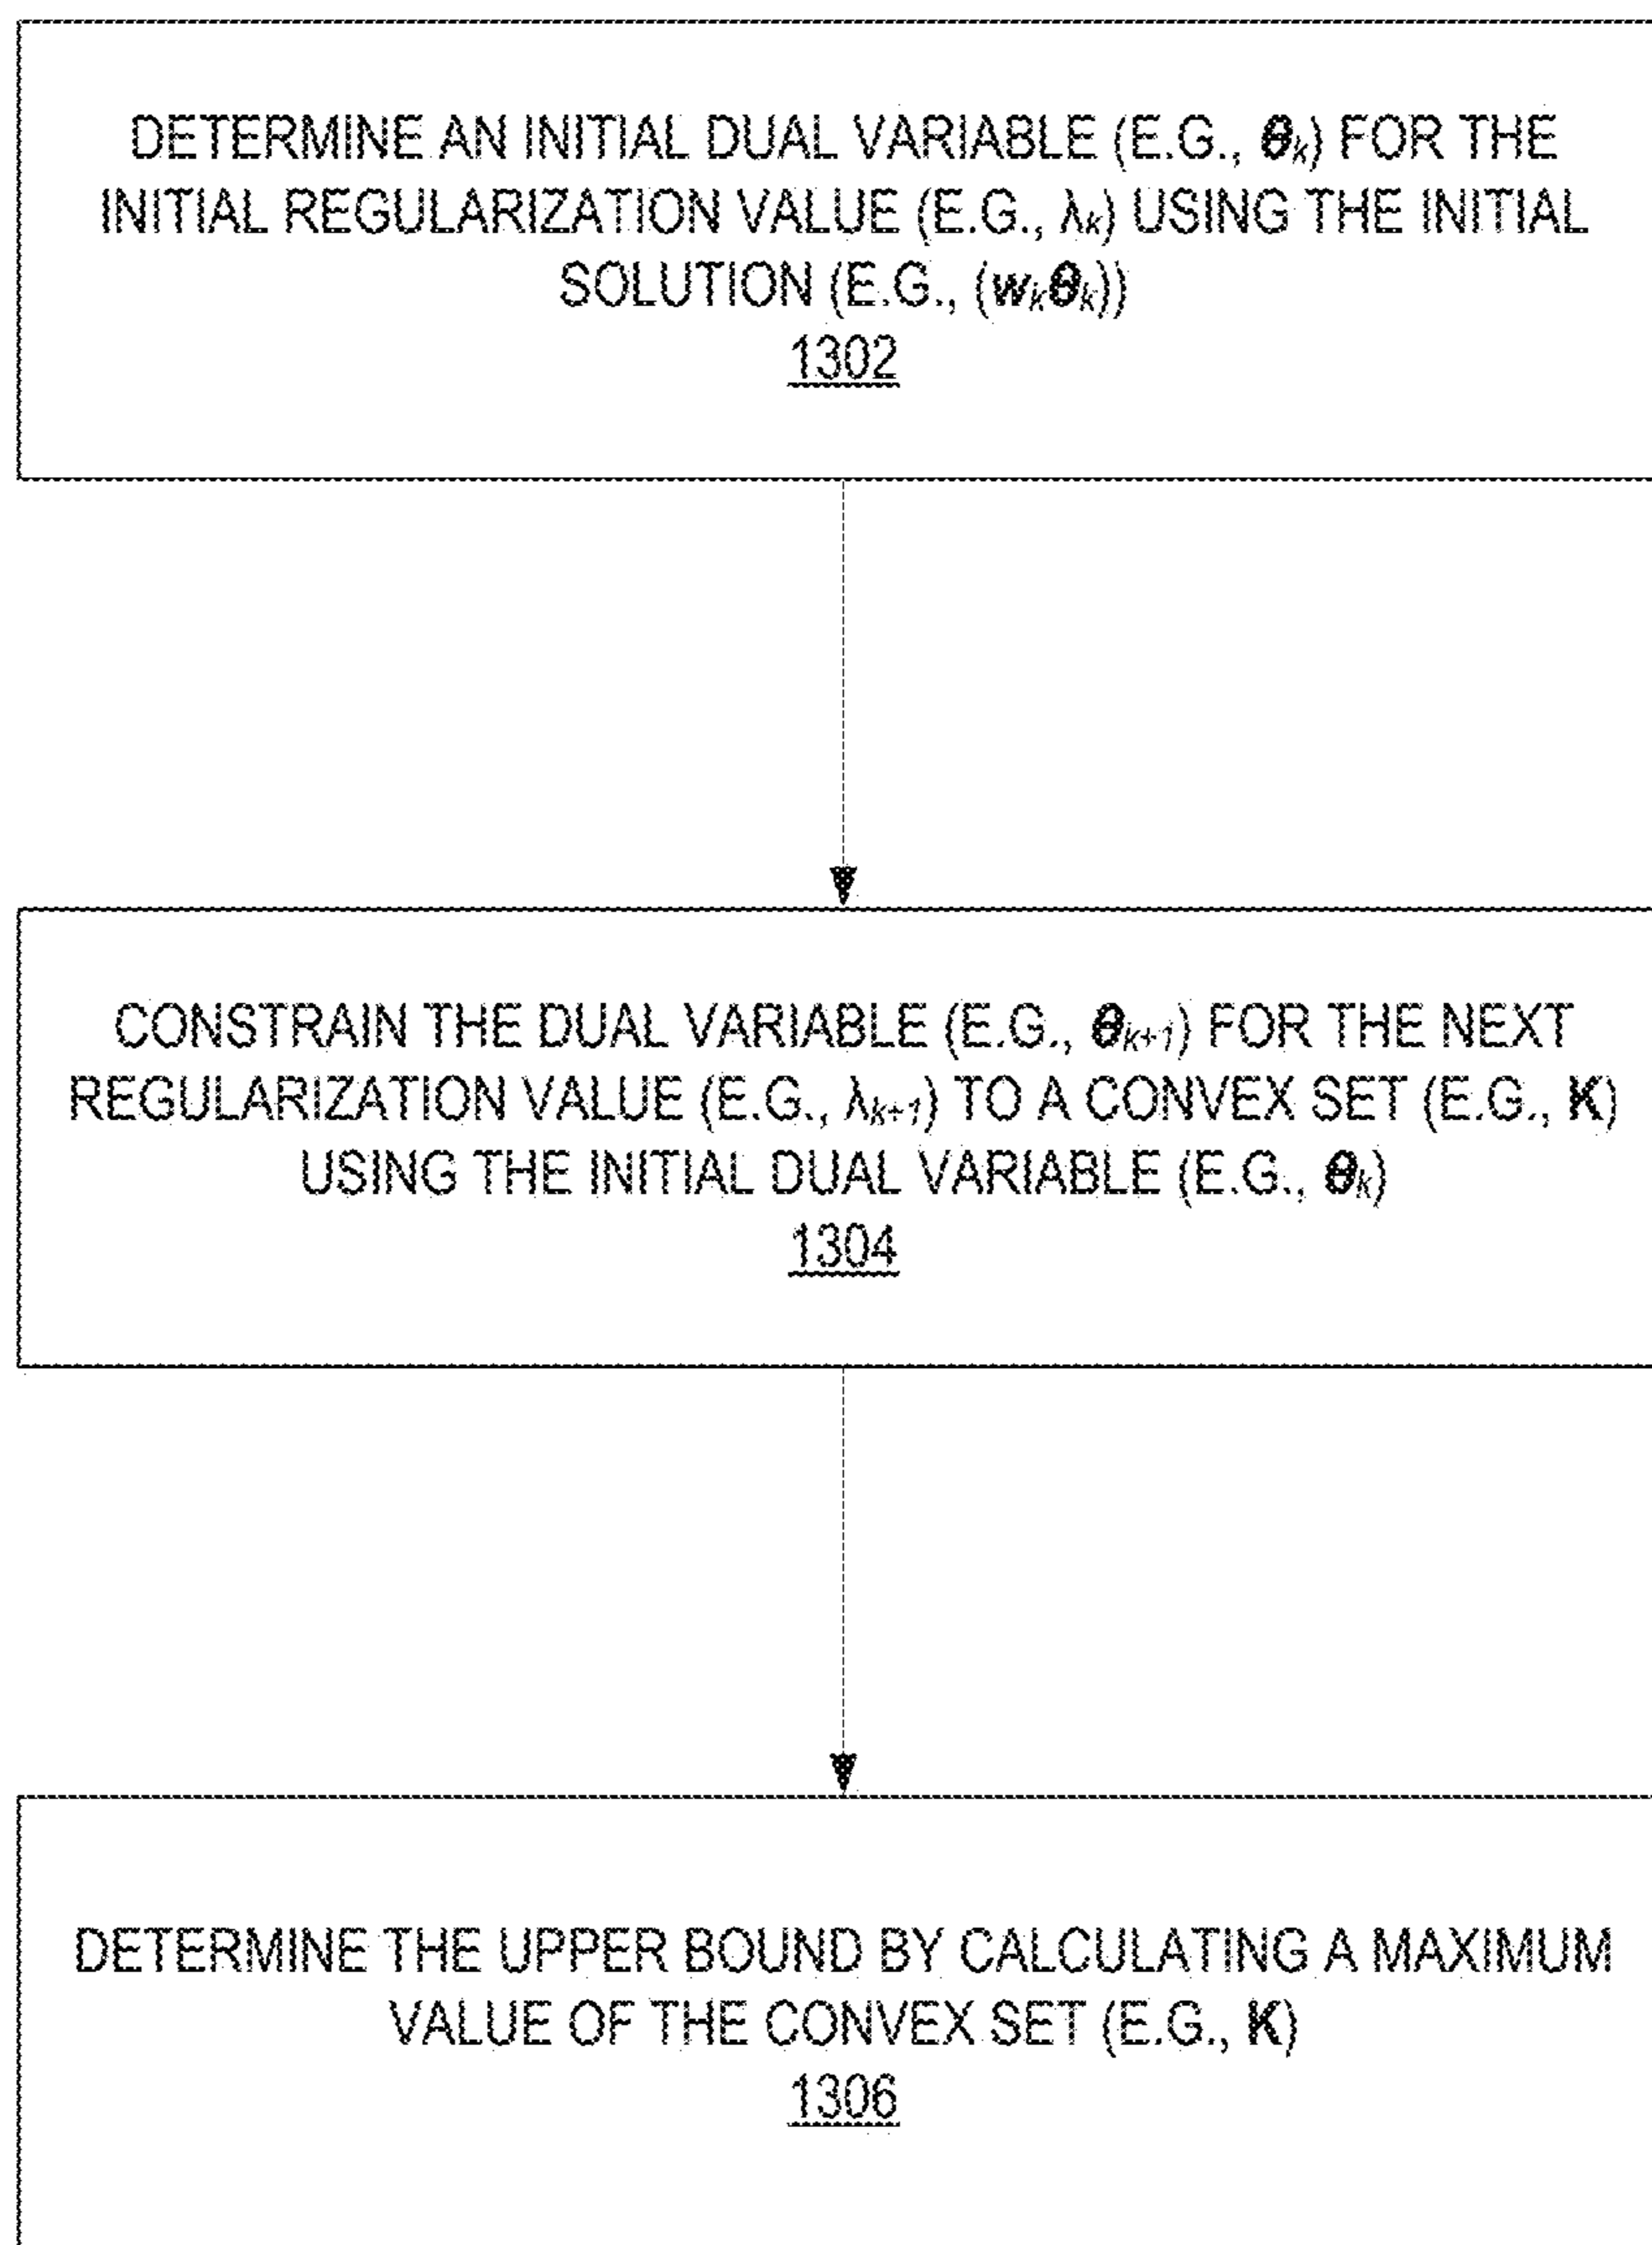 DETERMINE AN INITIAL DUAL VARIABLE (E.G., θk) FOR THE
INITIAL REGULARIZATION VALUE (E.G., λk) USING THE INITIAL
SOLUTION (E.G., (wkθk))
1302
CONSTRAIN THE DUAL VARIABLE (E.G., θk+1) FOR THE NEXT
REGULARIZATION VALUE (E.G., λk+1) TO A CONVEX SET (E.G., K)
USING THE INITIAL DUAL VARIABLE (E.G., θk)
1304
DETERMINE THE UPPER BOUND BY CALCULATING A MAXIMUM
VALUE OF THE CONVEX SET (E.G., K)
1306